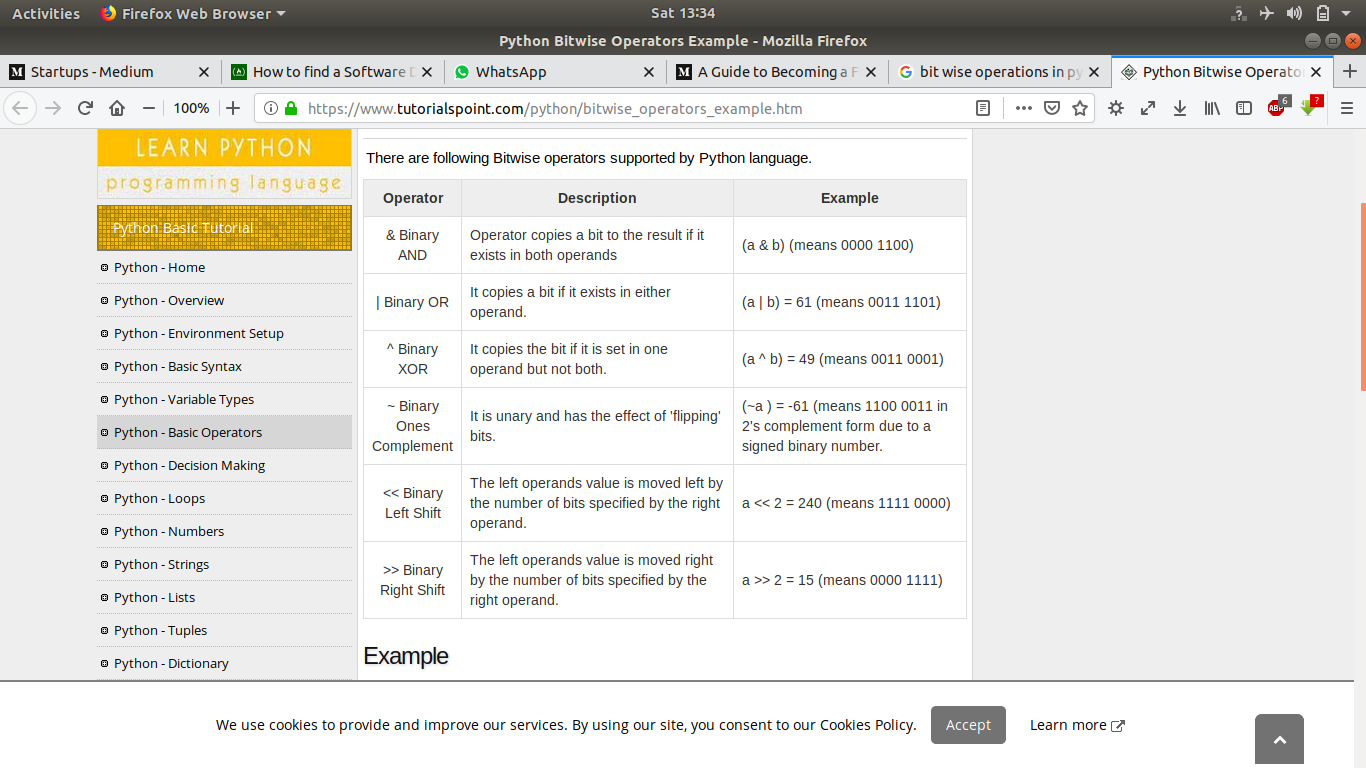 Activities Firefox Web Browser Sat 13:34
Python Bitwise Operators Example - Mozilla Firefox
Startups - Medium How to find a Software D WhatsApp A Guide to Becoming a F bit wise operations in py Python Bitwise Operator
100% https://www.tutorialspoint.com/python/bitwise_operators_example.htm ABP 6 ?
LEARN PYTHON
programming language
Python Basic Tutorial
Python - Home
Python - Overview
Python - Environment Setup
Python - Basic Syntax
Python - Variable Types
Python - Basic Operators
Python - Decision Making
Python - Loops
Python - Numbers
Python - Strings
Python - Lists
Python - Tuples
Python - Dictionary
There are following Bitwise operators supported by Python language.
Operator Description Example
& Binary
AND
Operator copies a bit to the result if it
exists in both operands
(a & b) (means 0000 1100)
| Binary OR
It copies a bit if it exists in either
operand.
(a | b) = 61 (means 0011 1101)
^ Binary
XOR
It copies the bit if it is set in one
operand but not both.
(a ^ b) = 49 (means 0011 0001)
~ Binary
Ones
Complement
It is unary and has the effect of 'flipping'
bits.
(~a ) = -61 (means 1100 0011 in
2's complement form due to a
signed binary number.
<< Binary
Left Shift
The left operands value is moved left by
the number of bits specified by the right
operand.
a << 2 = 240 (means 1111 0000)
>> Binary
Right Shift
The left operands value is moved right
by the number of bits specified by the
right operand.
a >> 2 = 15 (means 0000 1111)
Example
We use cookies to provide and improve our services. By using our site, you consent to our Cookies Policy. Accept Learn more